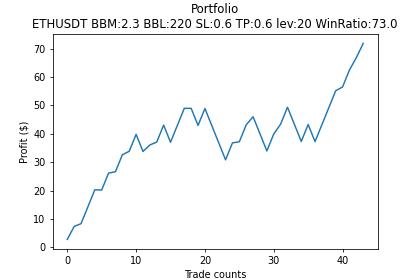 Portfolio
ETHUSDT BBM:2.3 BBL:220 SL:0.6 TP:0.6 lev:20 WinRatio:73.0
70
60
50
40
30
20
10
0
Profit ($)
0 10 20 30 40
Trade counts